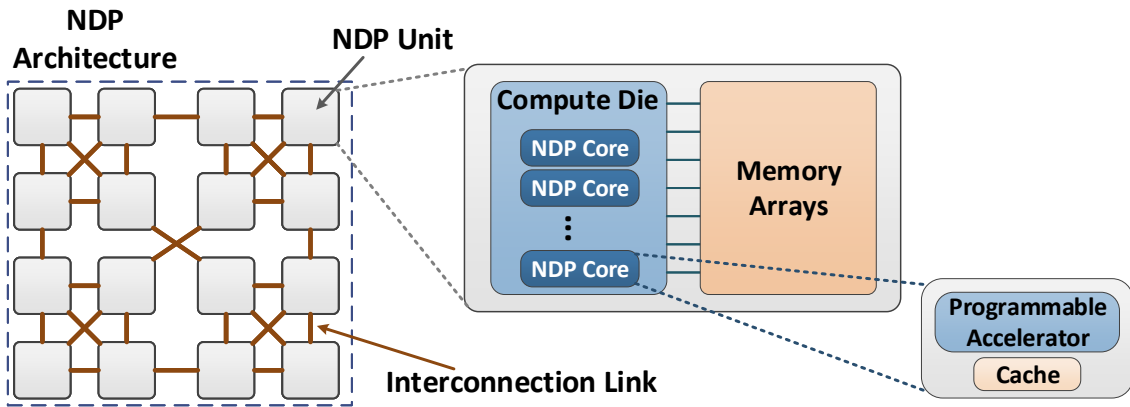 NDP
Architecture
NDP Unit
Compute Die
NDP Core
NDP Core
NDP Core
Memory
Arrays
Programmable
Accelerator
Cache
Interconnection Link